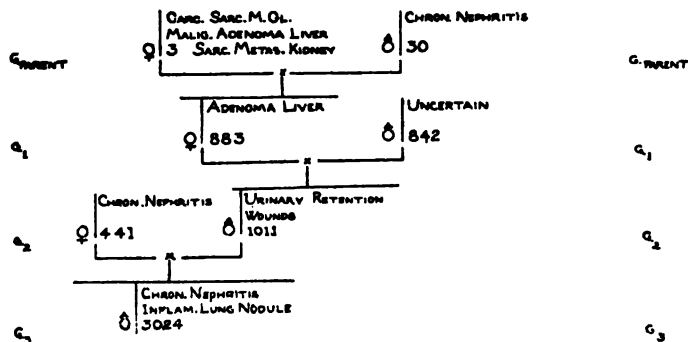 CARC. SARC. M. GL.
MALIG. ADENOMA LIVER
♀ 3 SARC. METAS. KIDNEY
CHRON. NEPHRITIS
♂ 30
G PARENT
G. PARENT
x
ADENOMA LIVER
♀ 883
UNCERTAIN
♂ 842
G1
G1
x
CHRON. NEPHRITIS
♀ 441
URINARY RETENTION
WOUNDS
♂ 1011
G2
G2
x
CHRON. NEPHRITIS
INFLAM. LUNG NODULE
♂ 3024
G3
G3